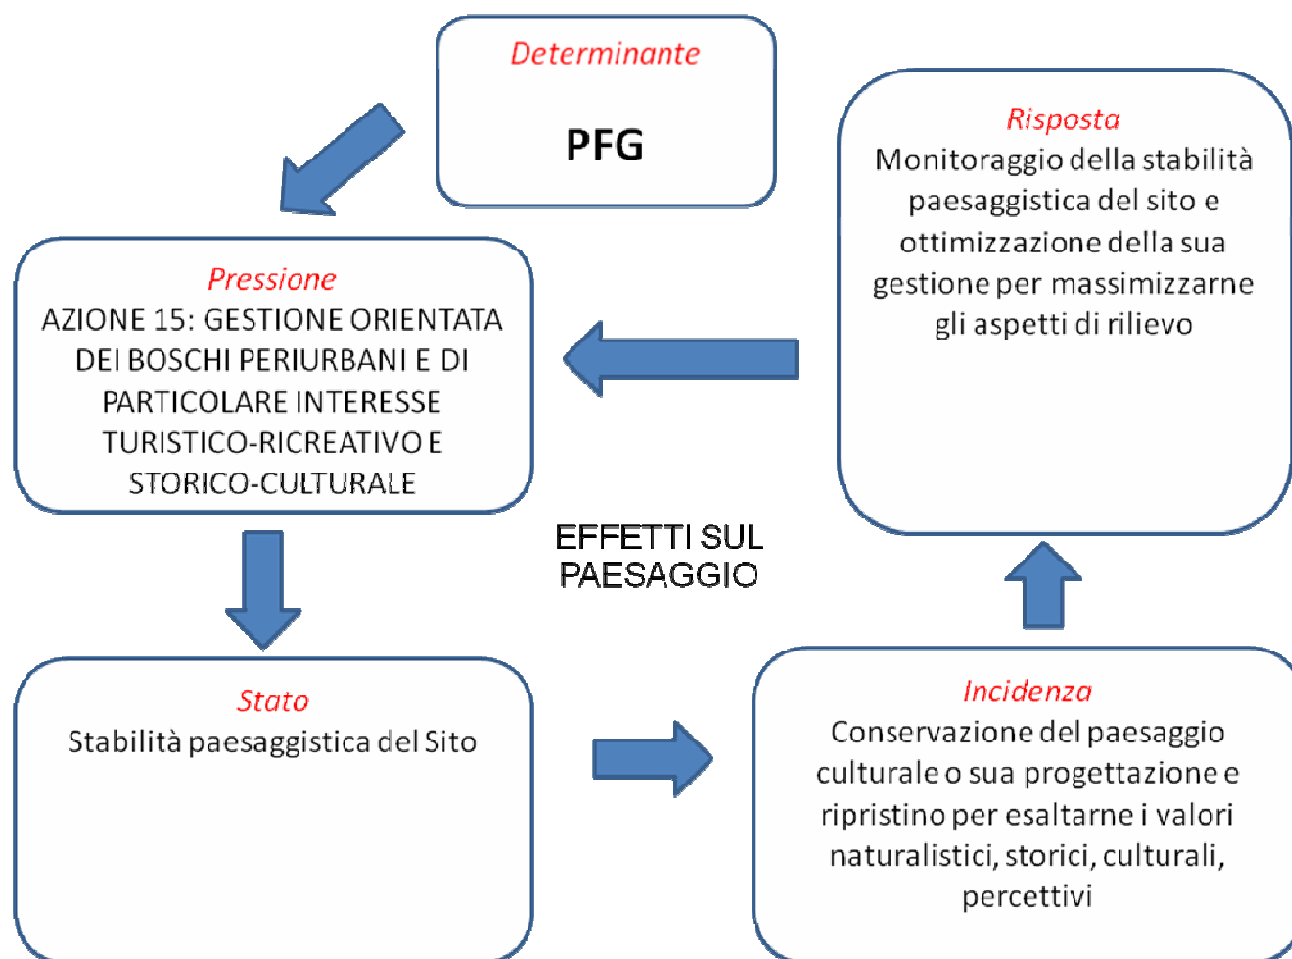 Determinante
PFG
Pressione
AZIONE 15: GESTIONE ORIENTATA
DEI BOSCHI PERIURBANI E DI
PARTICOLARE INTERESSE
TURISTICO-RICREATIVO E
STORICO-CULTURALE
Stato
Stabilità paesaggistica del Sito
Incidenza
Conservazione del paesaggio
culturale o sua progettazione e
ripristino per esaltarne i valori
naturalistici, storici, culturali,
percettivi
Risposta
Monitoraggio della stabilità
paesaggistica del sito e
ottimizzazione della sua
gestione per massimizzarne
gli aspetti di rilievo
EFFETTI SUL
PAESAGGIO